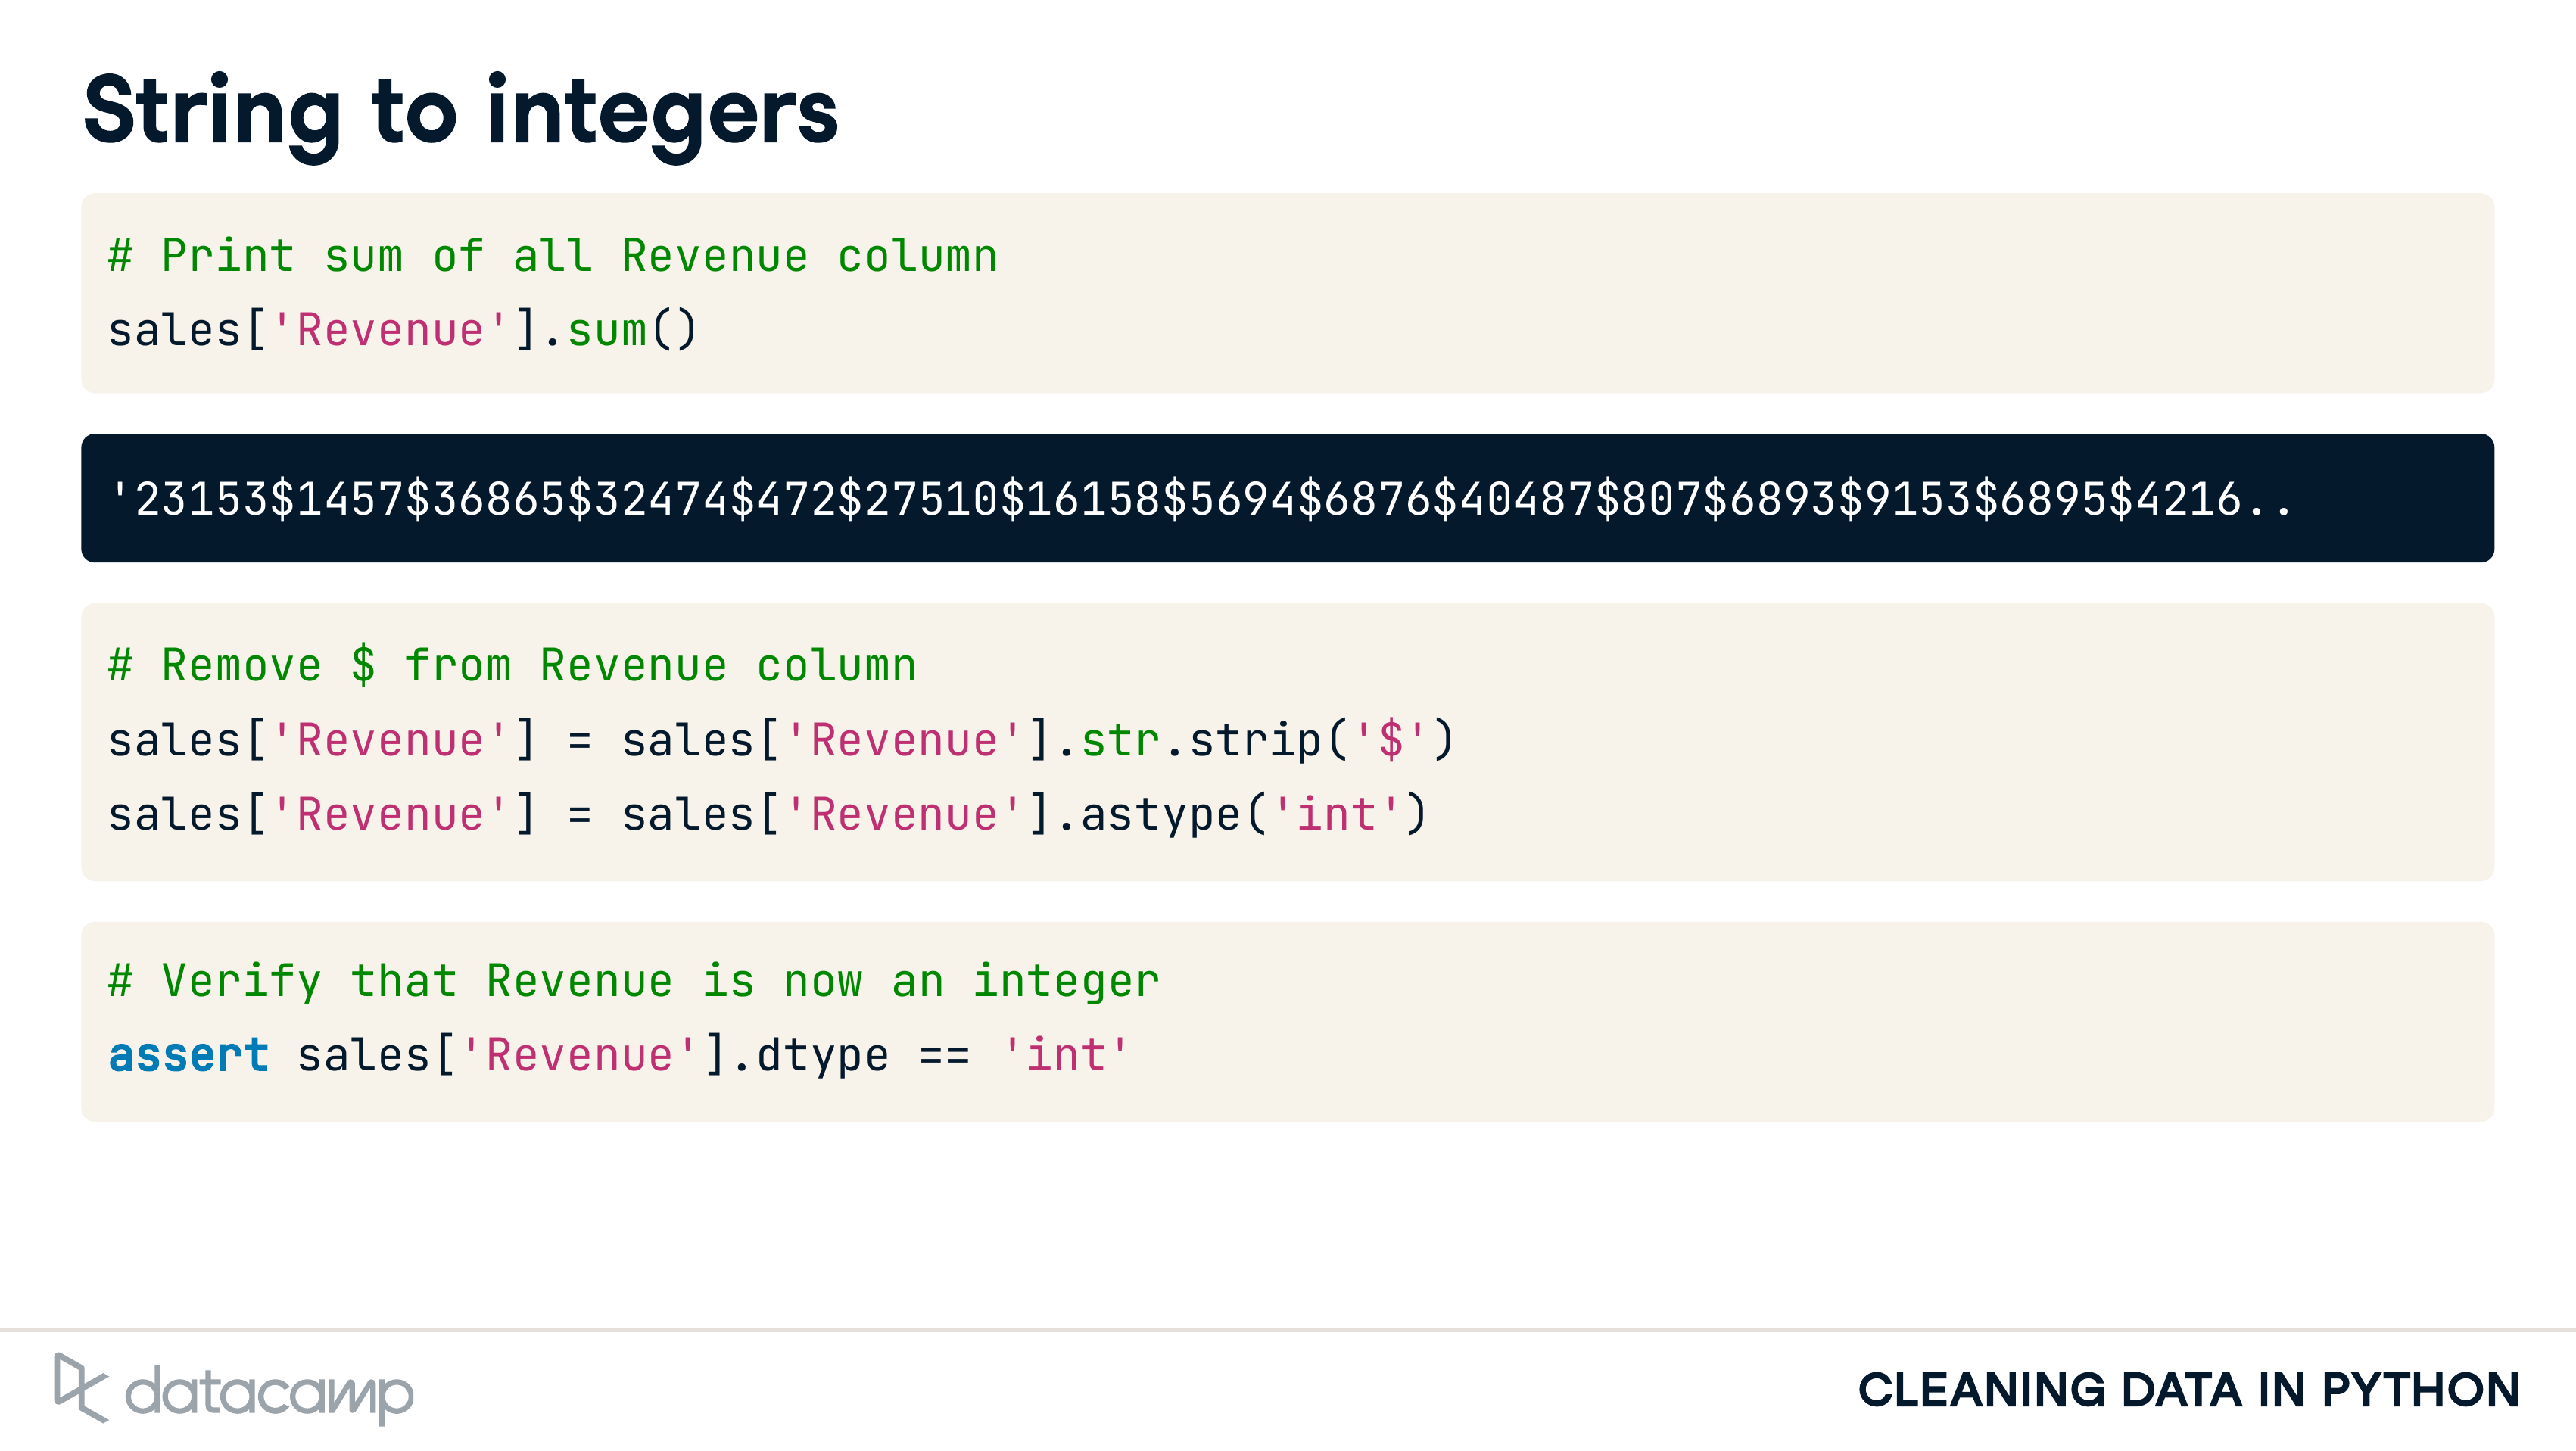 String to integers
# Print sum of all Revenue column
sales['Revenue'].sum()
'23153$1457$36865$32474$472$27510$16158$5694$6876$40487$807$6893$9153$6895$4216..
# Remove $ from Revenue column
sales['Revenue'] = sales['Revenue'].str.strip('$')
sales['Revenue'] = sales['Revenue'].astype('int')
# Verify that Revenue is now an integer
assert sales['Revenue'].dtype == 'int'
datacamp
CLEANING DATA IN PYTHON